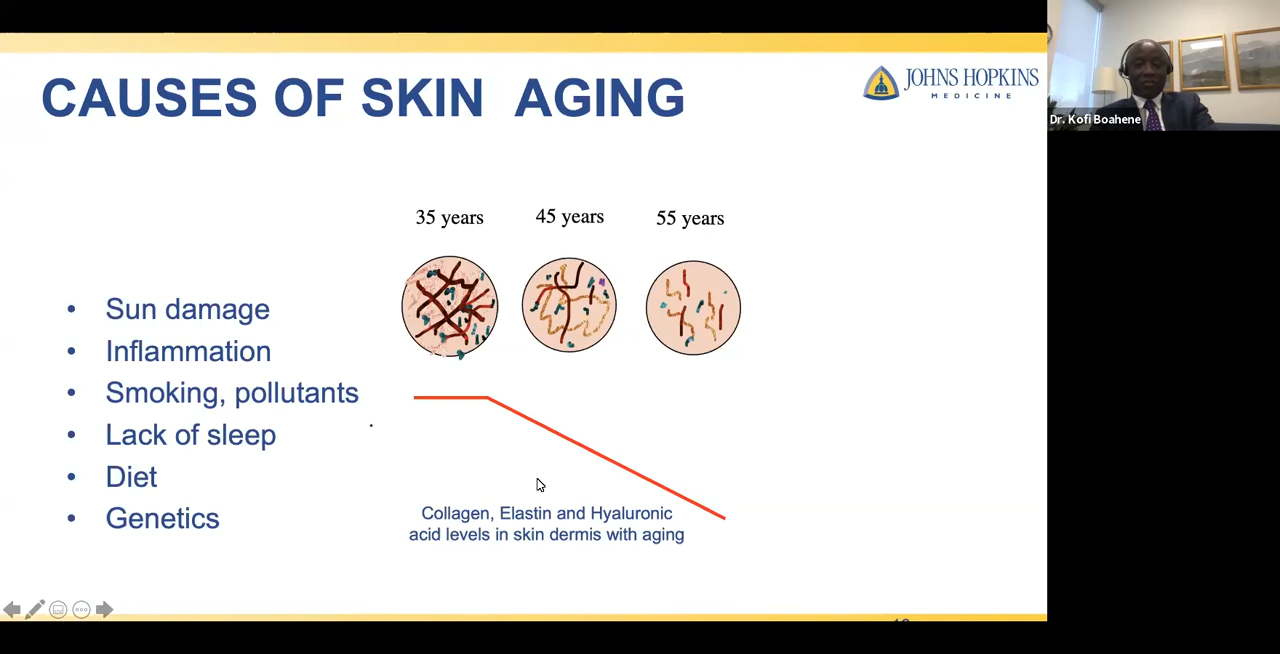 CAUSES OF SKIN AGING
JOHNS HOPKINS
MEDICINE
Dr. Kofi Boahene
35 years
45 years
55 years
• Sun damage
• Inflammation
• Smoking, pollutants
• Lack of sleep
• Diet
• Genetics
Collagen, Elastin and Hyaluronic
acid levels in skin dermis with aging